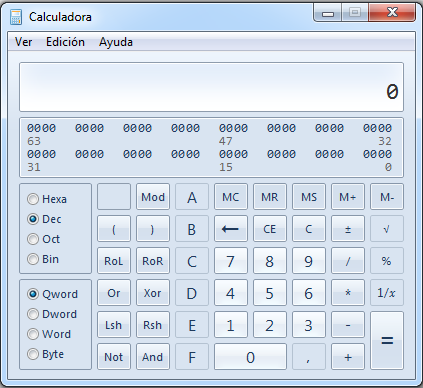 Calculadora
Ver Edición Ayuda
0
0000 0000 0000 0000 0000 0000 0000 0000
63 47 32
0000 0000 0000 0000 0000 0000 0000 0000
31 15 0
Hexa Mod A MC MR MS M+ M-
Dec ( ) B ← CE C ± √
Oct
Bin RoL RoR C 7 8 9 / %
Qword Or Xor D 4 5 6 * 1/x
Dword
Word Lsh Rsh E 1 2 3 - =
Byte Not And F 0 , +